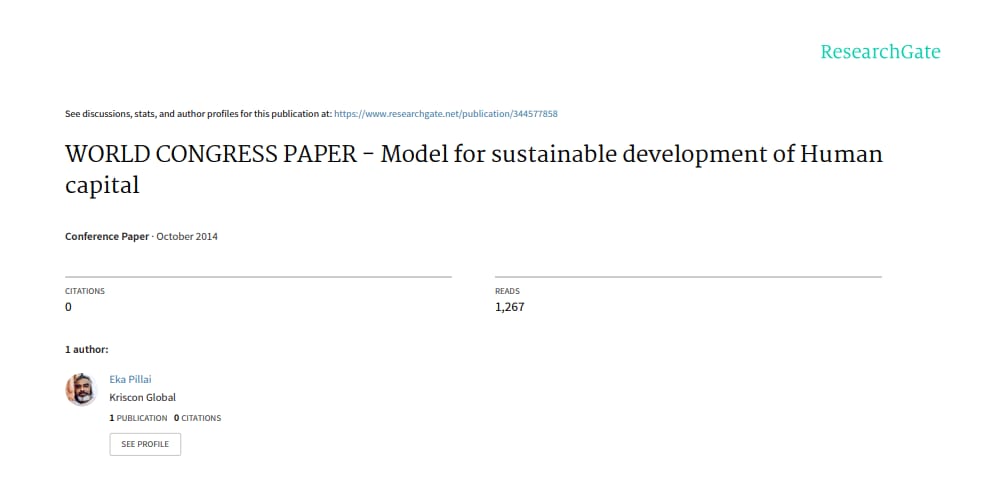 ResearchGate
See discussions, stats, and author profiles for this publication at: https://www.researchgate.net/publication/344577858
WORLD CONGRESS PAPER – Model for sustainable development of Human
capital
Conference Paper · October 2014
CITATIONS
0
READS
1,267
1 author:
Eka Pillai
Kriscon Global
1 PUBLICATION 0 CITATIONS
SEE PROFILE